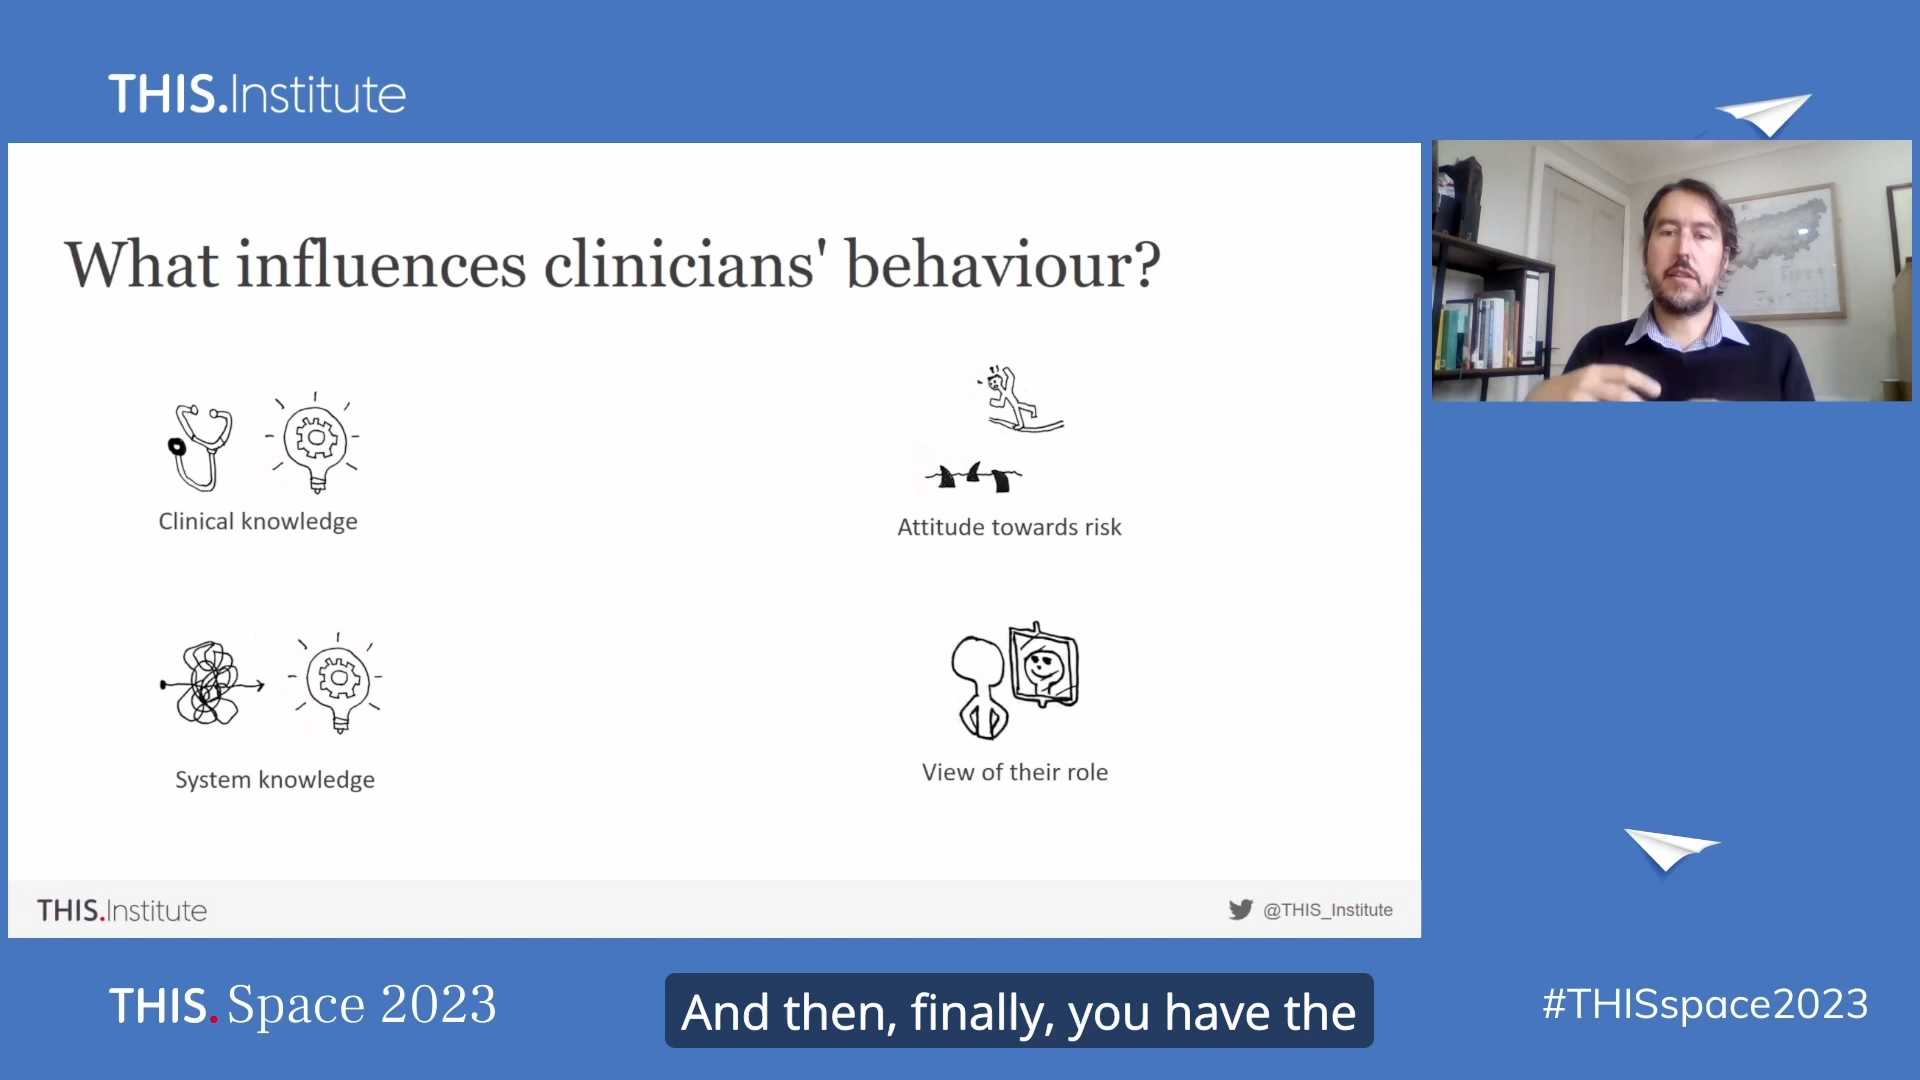 THIS.Institute
What influences clinicians' behaviour?
Clinical knowledge
Attitude towards risk
System knowledge
View of their role
THIS.Institute
@THIS_Institute
THIS. Space 2023
And then, finally, you have the
#THISspace2023